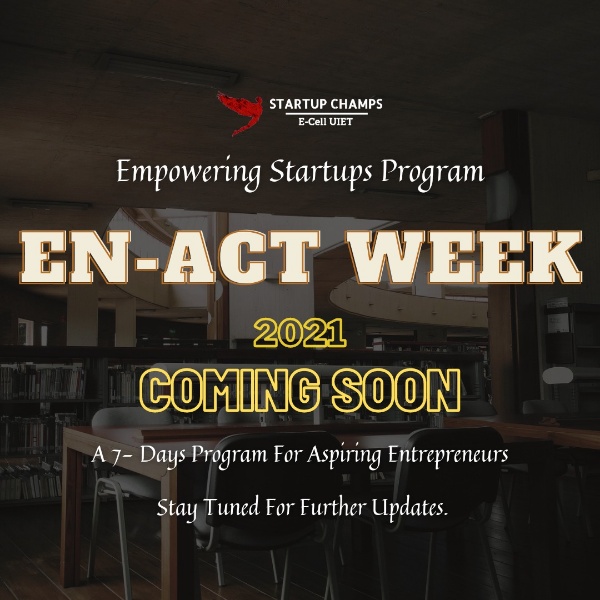 STARTUP CHAMPS
E-Cell UIET
Empowering Startups Program
EN-ACT WEEK
2021
COMING SOON
A 7- Days Program For Aspiring Entrepreneurs
Stay Tuned For Further Updates.